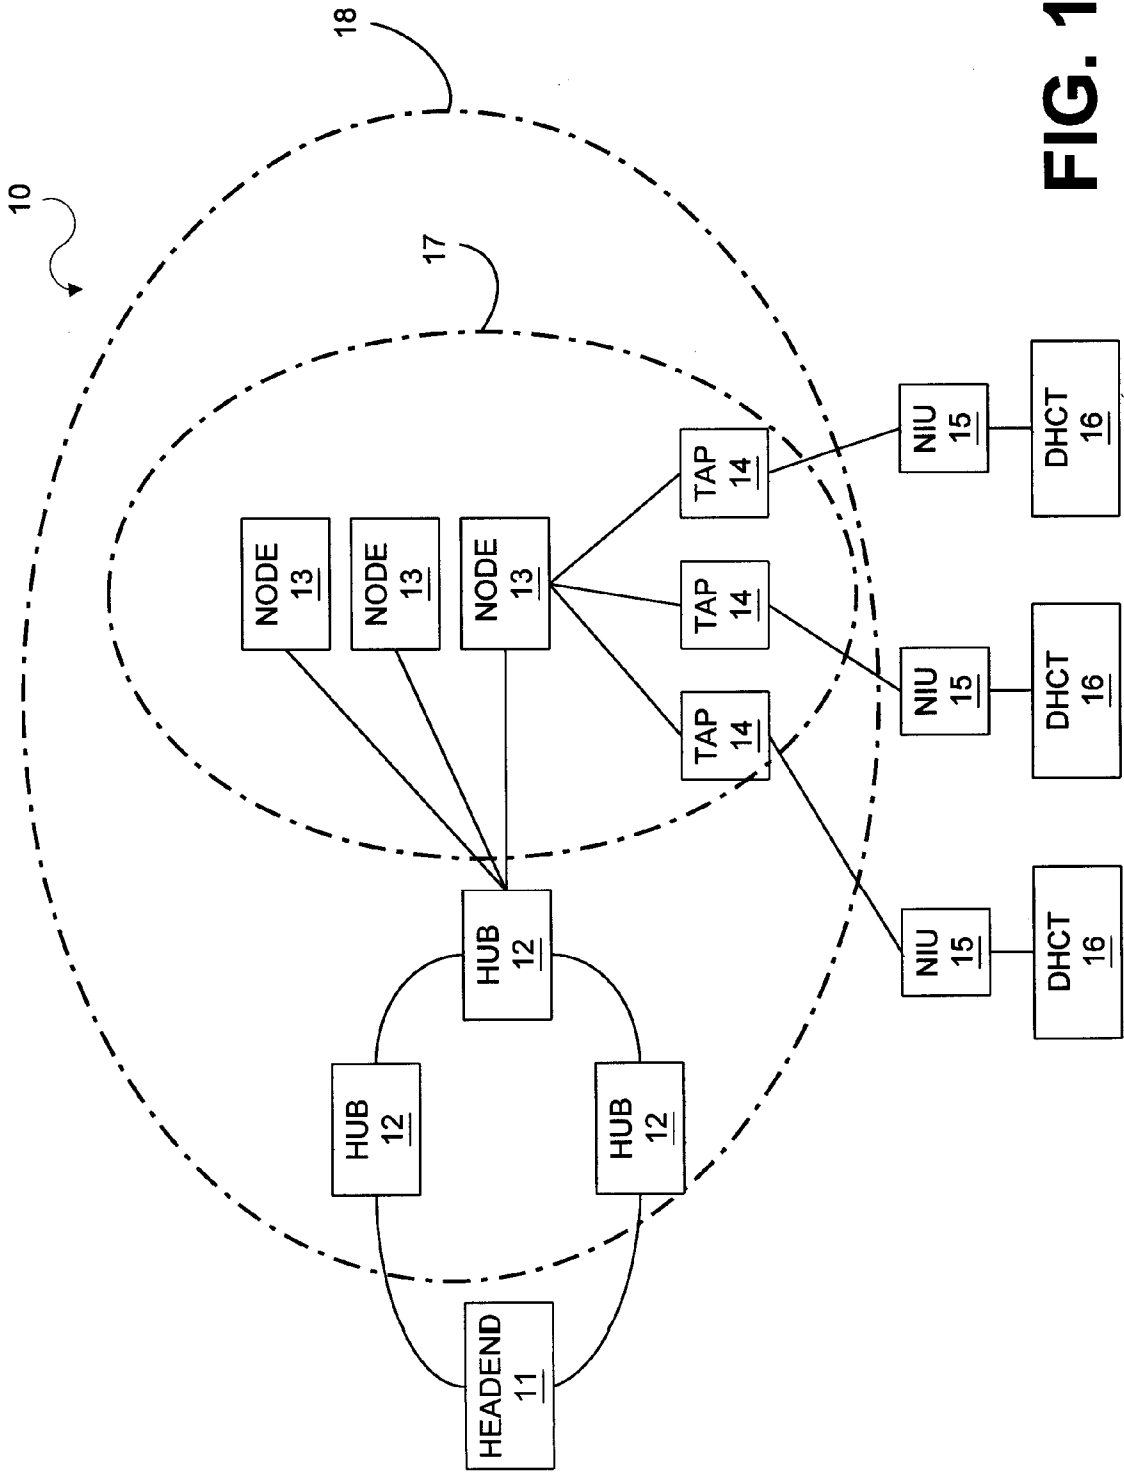 10
18
17
HEADEND
11
HUB
12
HUB
12
HUB
12
NODE
13
NODE
13
NODE
13
TAP
14
TAP
14
TAP
14
NIU
15
NIU
15
NIU
15
DHCT
16
DHCT
16
DHCT
16
FIG. 1